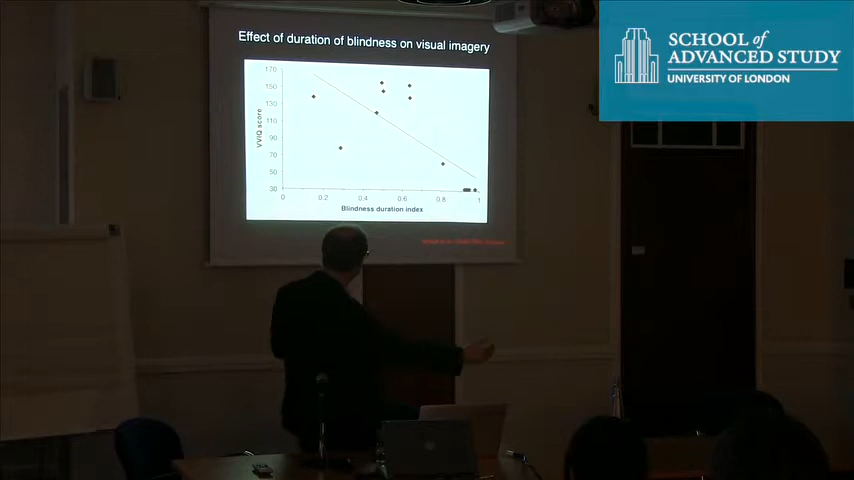 Effect of duration of blindness on visual imagery
170
150
130
110
90
70
50
30
VVIQ score
0 0.2 0.4 0.6 0.8 1
Blindness duration index
SCHOOL of
ADVANCED STUDY
UNIVERSITY OF LONDON